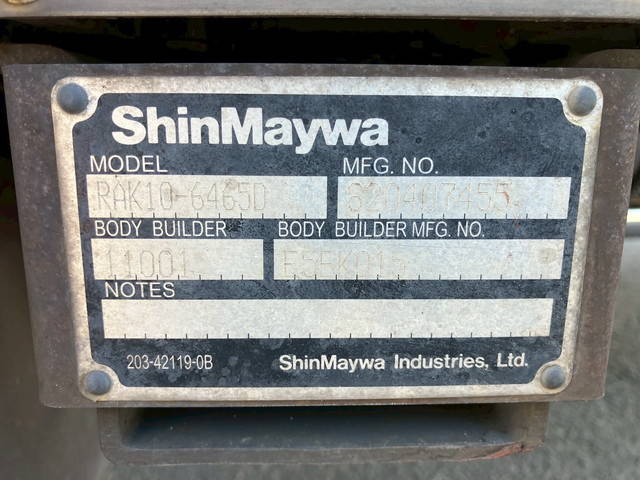 ShinMaywa
MODEL MFG. NO.
RAK10-6465D
BODY BUILDER BODY BUILDER MFG. NO.
11001
NOTES
203-42119-0B ShinMaywa Industries, Ltd.